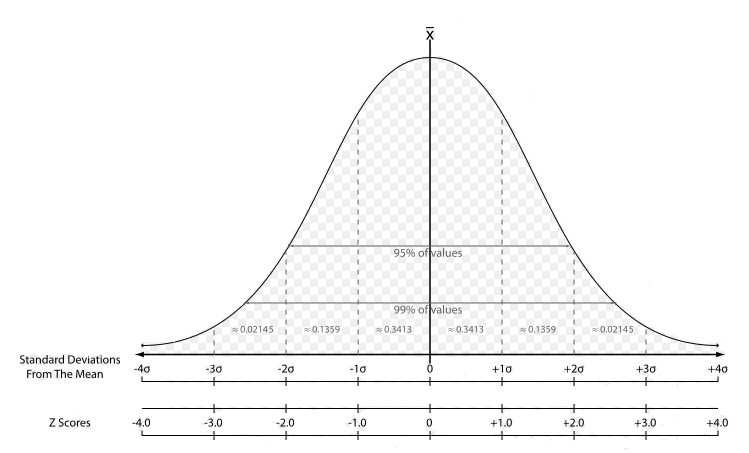 X̄
95% of values
99% of values
≈ 0.02145 ≈ 0.1359 ≈ 0.3413 ≈ 0.3413 ≈ 0.1359 ≈ 0.02145
Standard Deviations
From The Mean
-4σ -3σ -2σ -1σ 0 +1σ +2σ +3σ +4σ
Z Scores -4.0 -3.0 -2.0 -1.0 0 +1.0 +2.0 +3.0 +4.0